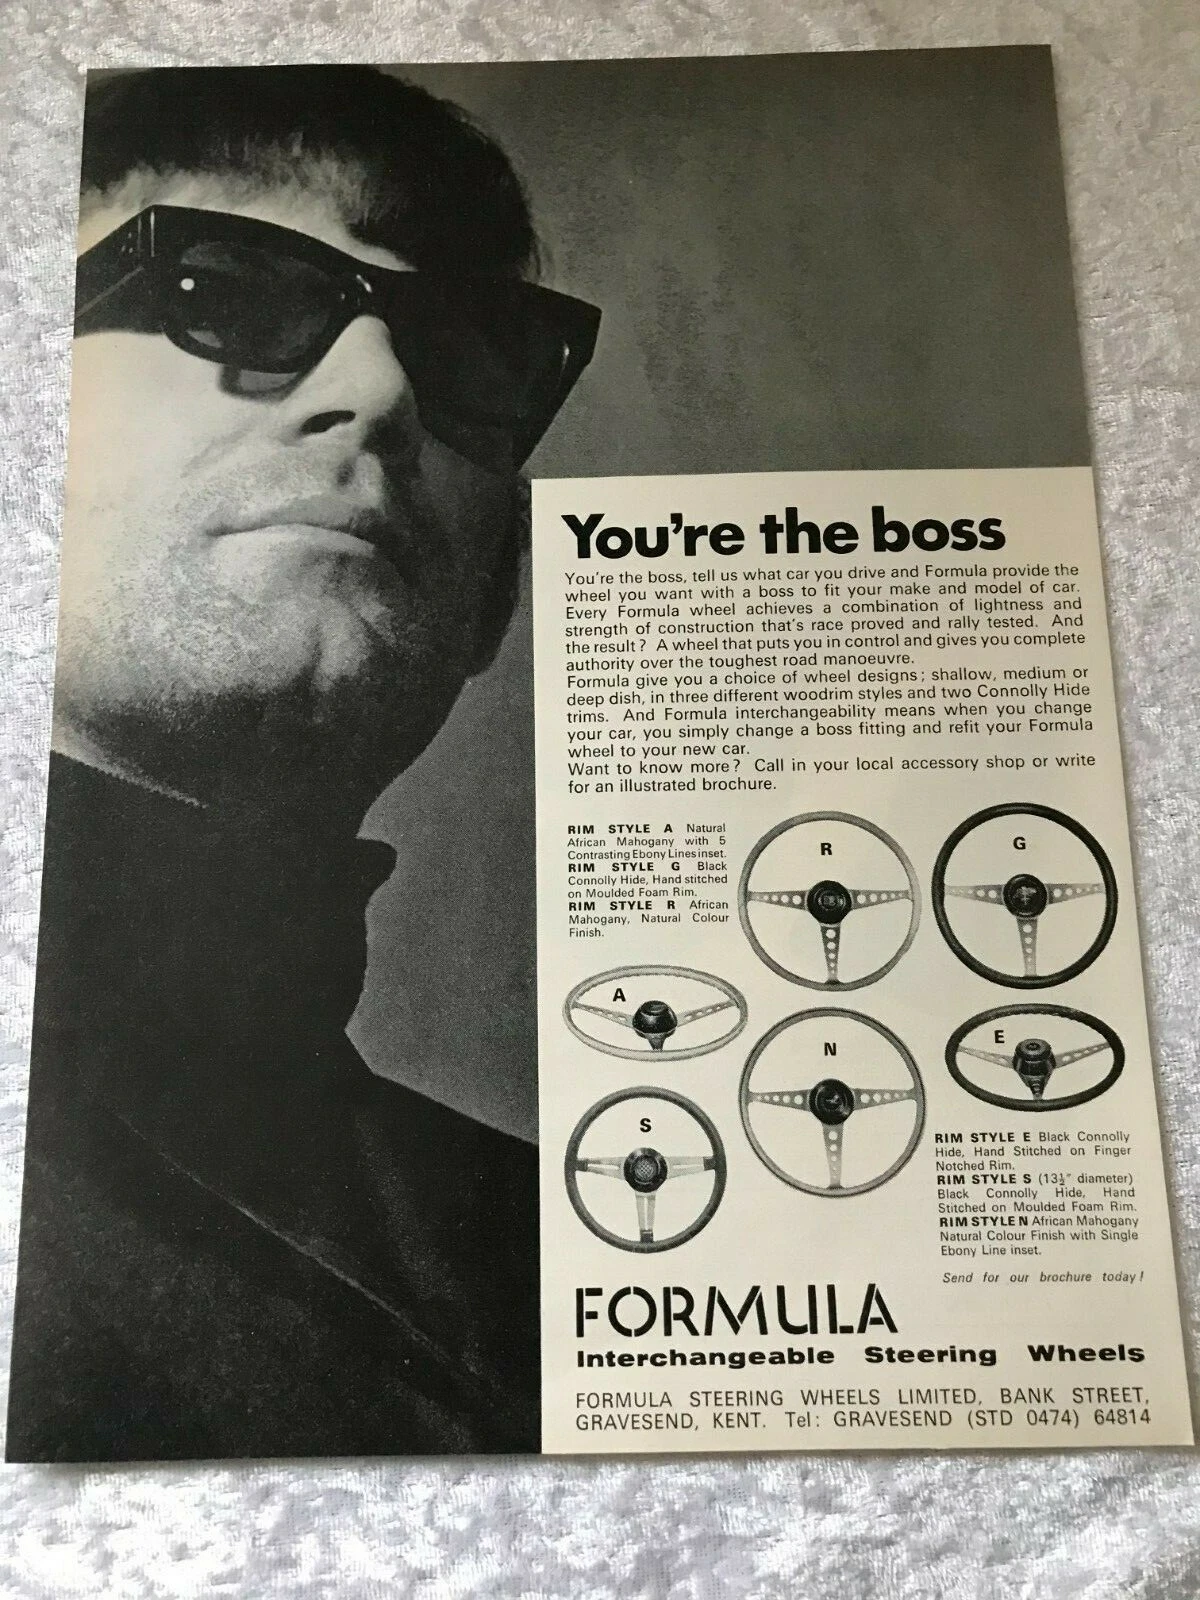 You're the boss
You're the boss, tell us what car you drive and Formula provide the
wheel you want with a boss to fit your make and model of car.
Every Formula wheel achieves a combination of lightness and
strength of construction that's race proved and rally tested. And
the result? A wheel that puts you in control and gives you complete
authority over the toughest road manoeuvre.
Formula give you a choice of wheel designs; shallow, medium or
deep dish, in three different woodrim styles and two Connolly Hide
trims. And Formula interchangeability means when you change
your car, you simply change a boss fitting and refit your Formula
wheel to your new car.
Want to know more? Call in your local accessory shop or write
for an illustrated brochure.
RIM STYLE A Natural
African Mahogany with 5
Contrasting Ebony Lines inset.
RIM STYLE G Black
Connolly Hide, Hand stitched
on Moulded Foam Rim.
RIM STYLE R African
Mahogany, Natural Colour
Finish.
R
G
A
N
E
S
RIM STYLE E Black Connolly
Hide, Hand Stitched on Finger
Notched Rim.
RIM STYLE S (13½" diameter)
Black Connolly Hide, Hand
Stitched on Moulded Foam Rim.
RIM STYLE N African Mahogany
Natural Colour Finish with Single
Ebony Line inset.
Send for our brochure today!
FORMULA
Interchangeable Steering Wheels
FORMULA STEERING WHEELS LIMITED, BANK STREET,
GRAVESEND, KENT. Tel: GRAVESEND (STD 0474) 64814